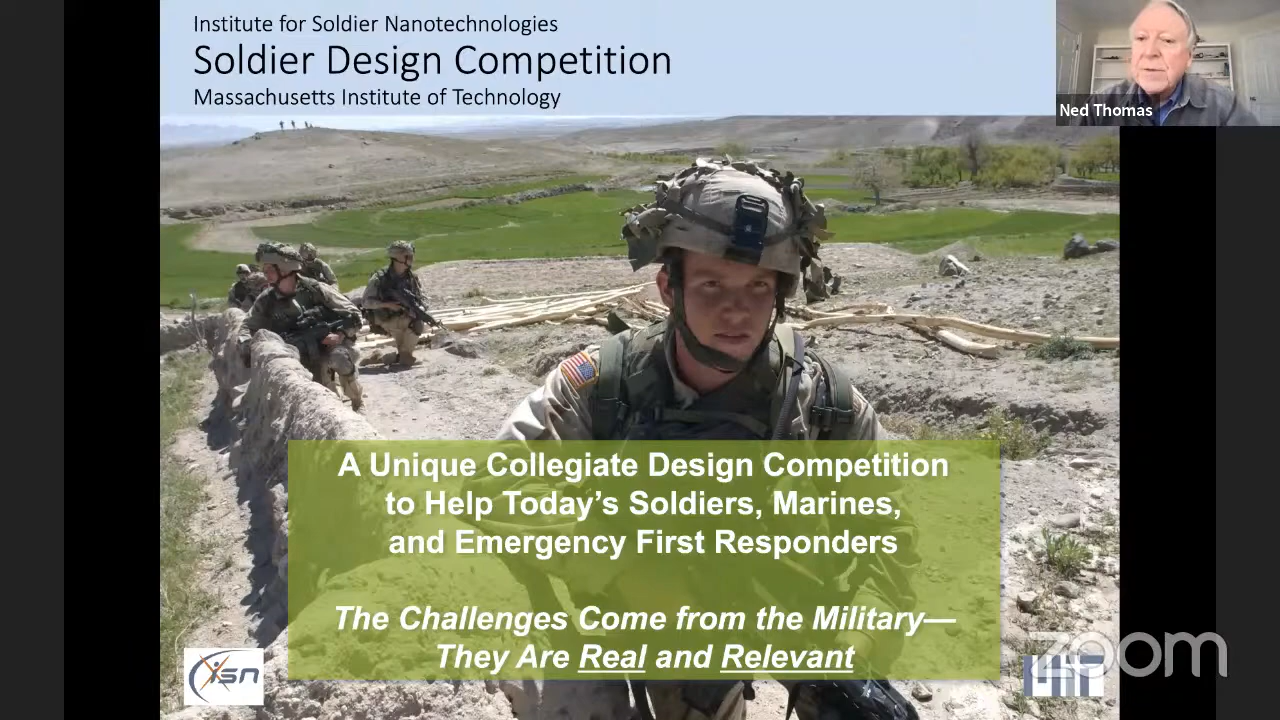 Institute for Soldier Nanotechnologies
Soldier Design Competition
Massachusetts Institute of Technology
Ned Thomas
A Unique Collegiate Design Competition
to Help Today's Soldiers, Marines,
and Emergency First Responders
The Challenges Come from the Military—
They Are Real and Relevant
isn
MIT
zoom